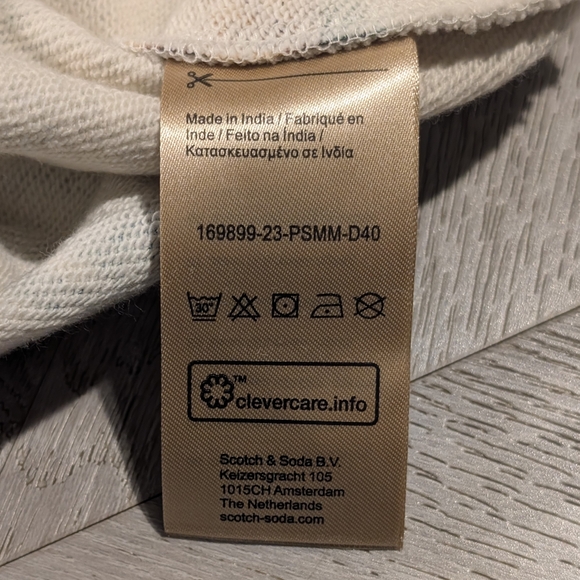 Made in India / Fabriqué en
Inde / Feito na Índia /
Κατασκευασμένο σε Ινδία
169899-23-PSMM-D40
30°
™
clevercare.info
Scotch & Soda B.V.
Keizersgracht 105
1015CH Amsterdam
The Netherlands
scotch-soda.com